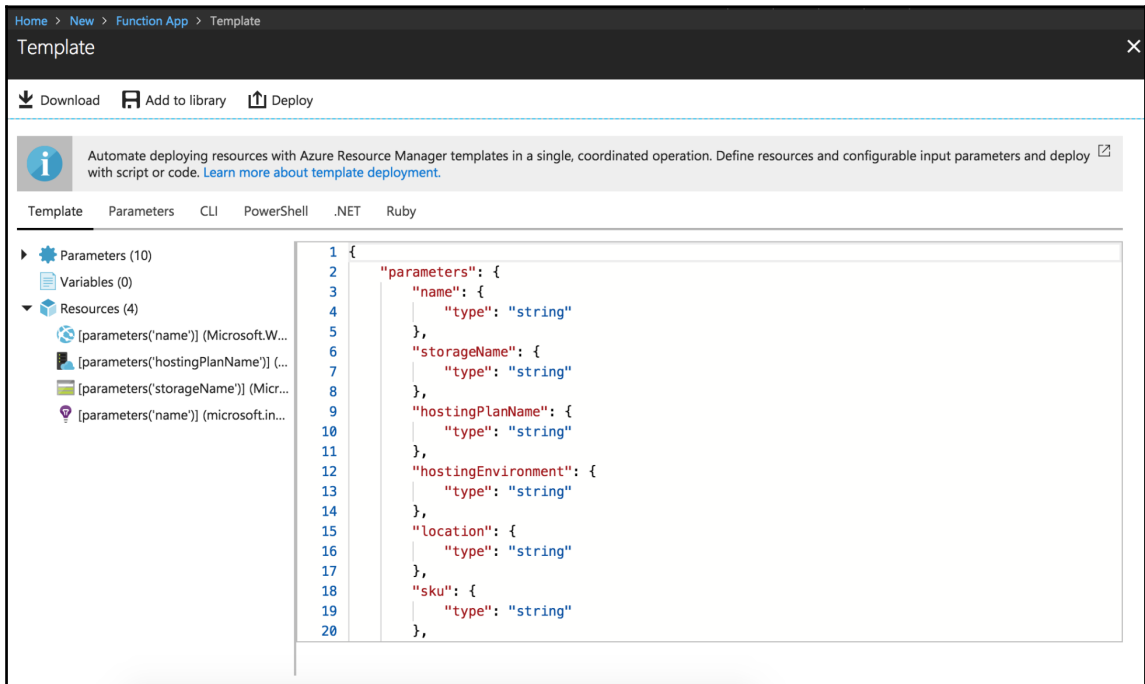 Home > New > Function App > Template
Template
Download Add to library Deploy
Automate deploying resources with Azure Resource Manager templates in a single, coordinated operation. Define resources and configurable input parameters and deploy
with script or code. Learn more about template deployment.
Template Parameters CLI PowerShell .NET Ruby
Parameters (10)
Variables (0)
Resources (4)
[parameters('name')] (Microsoft.W...
[parameters('hostingPlanName')] (...
[parameters('storageName')] (Micr...
[parameters('name')] (microsoft.in...
1 {
2 "parameters": {
3 "name": {
4 "type": "string"
5 },
6 "storageName": {
7 "type": "string"
8 },
9 "hostingPlanName": {
10 "type": "string"
11 },
12 "hostingEnvironment": {
13 "type": "string"
14 },
15 "location": {
16 "type": "string"
17 },
18 "sku": {
19 "type": "string"
20 },